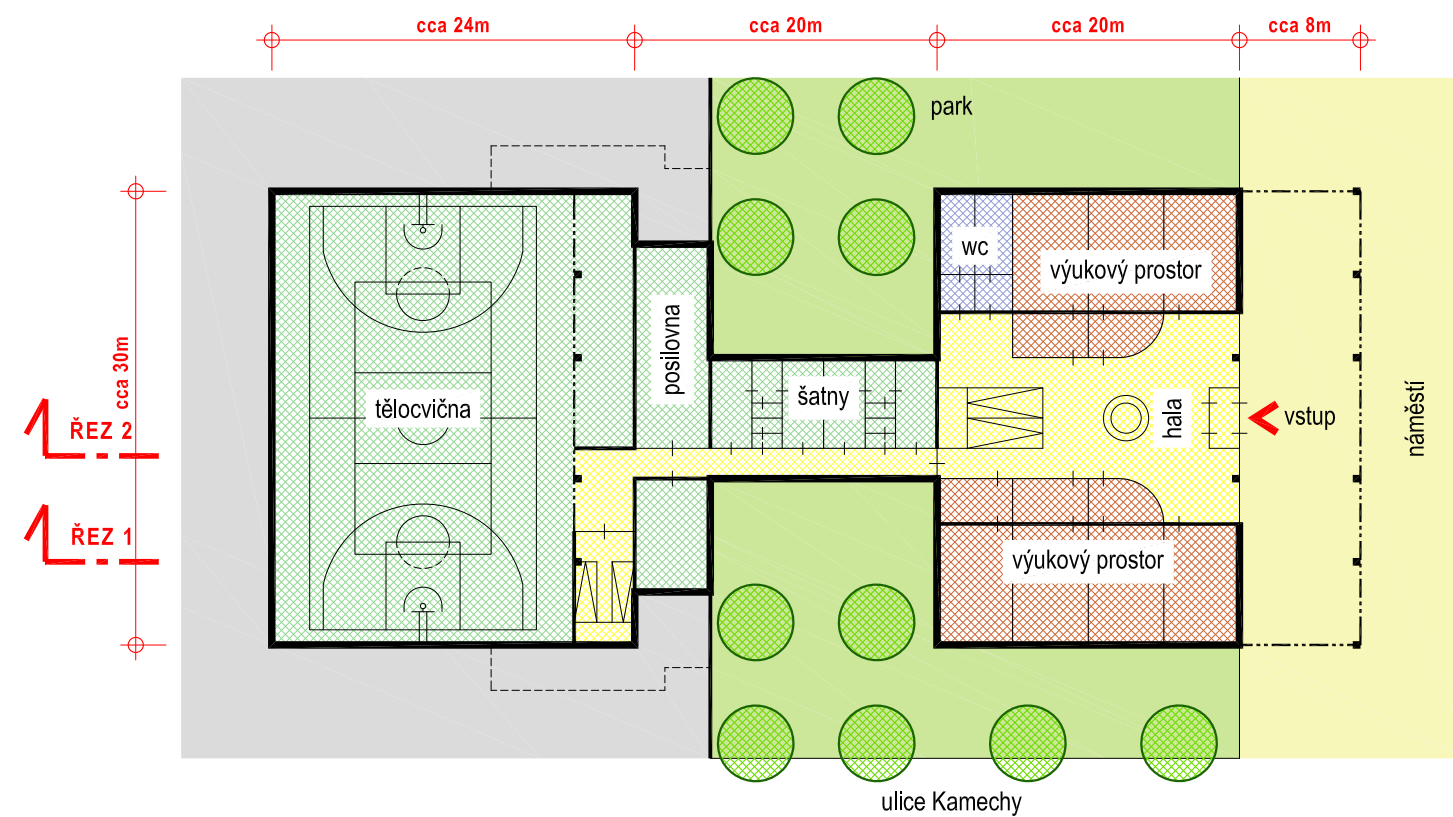 cca 24m
cca 20m
cca 20m
cca 8m
park
wc
výukový prostor
posilovna
cca 30m
tělocvična
šatny
hala
vstup
náměstí
ŘEZ 2
ŘEZ 1
výukový prostor
ulice Kamechy